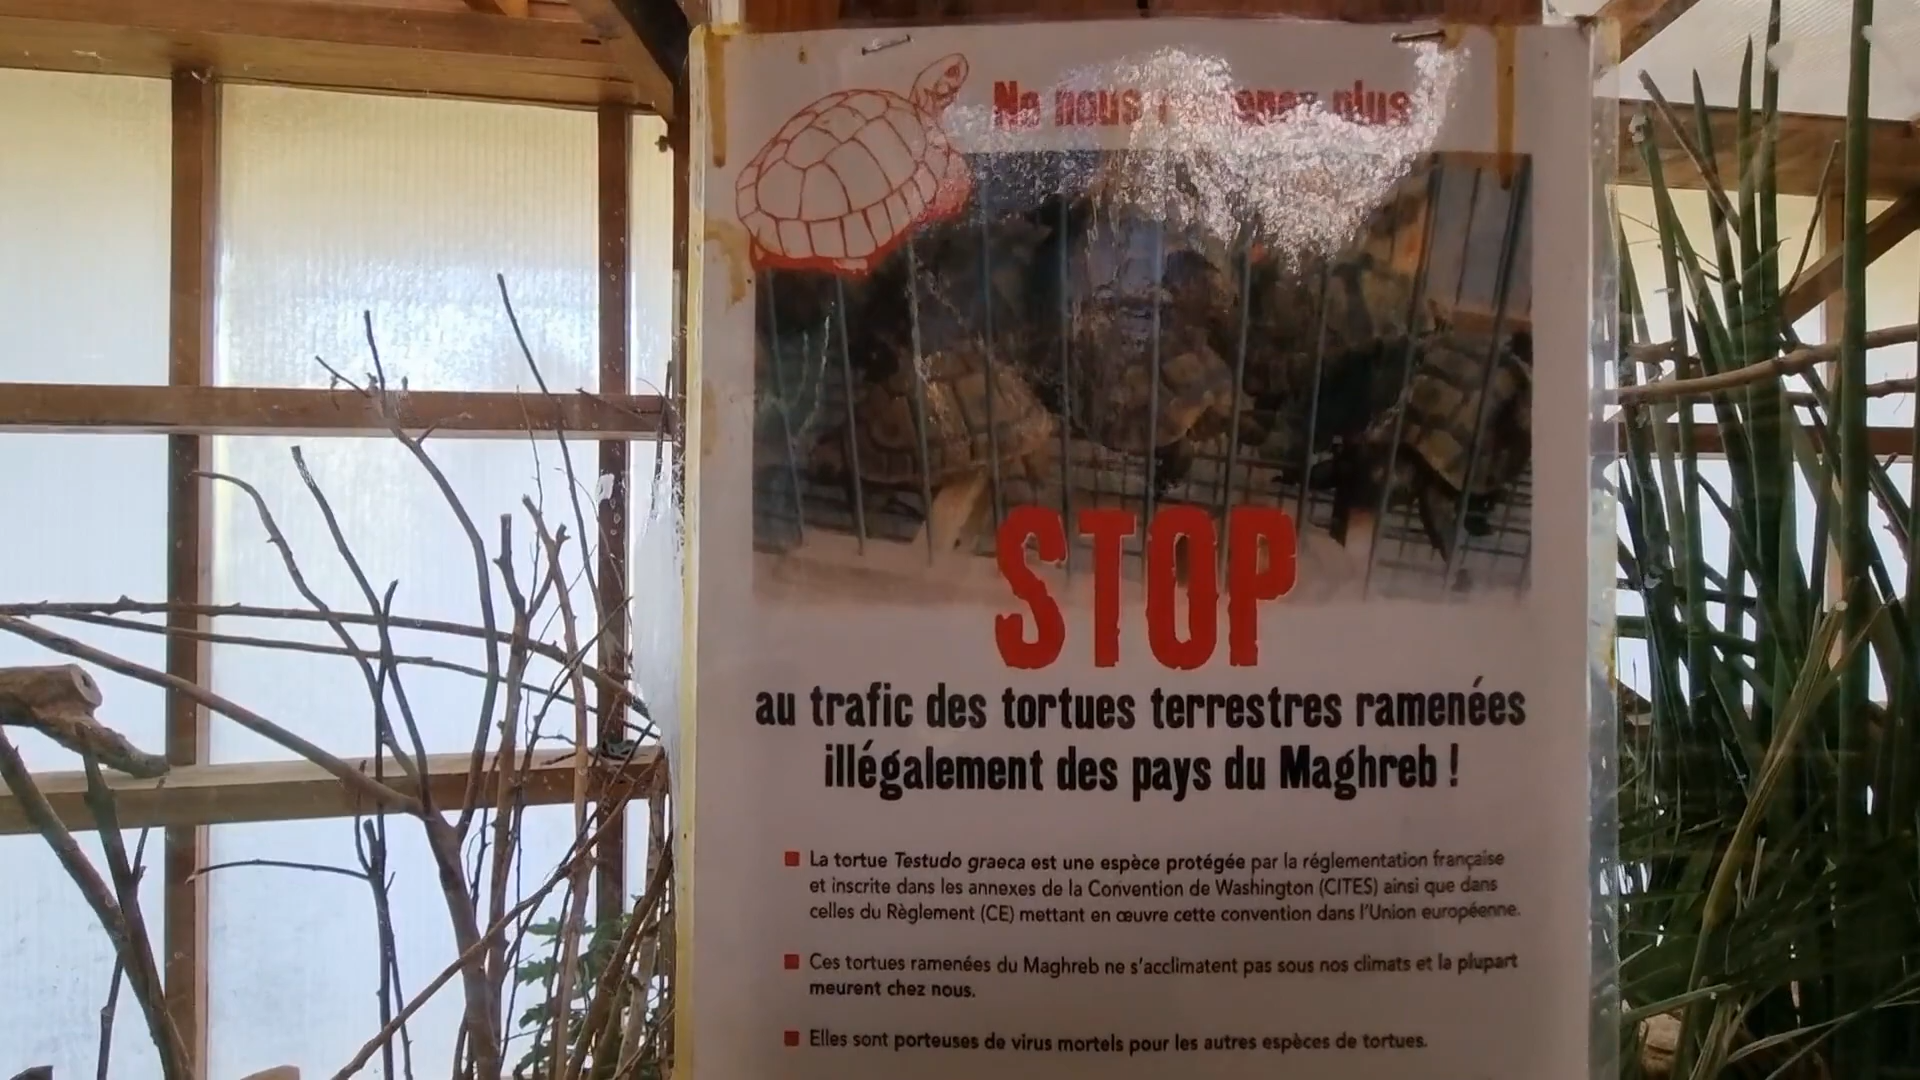 Ne nous plus
STOP
au trafic des tortues terrestres ramenées
illégalement des pays du Maghreb !
La tortue Testudo graeca est une espèce protégée par la réglementation française
et inscrite dans les annexes de la Convention de Washington (CITES) ainsi que dans
celles du Règlement (CE) mettant en œuvre cette convention dans l'Union européenne.
Ces tortues ramenées du Maghreb ne s'acclimatent pas sous nos climats et la plupart
meurent chez nous.
Elles sont porteuses de virus mortels pour les autres espèces de tortues.